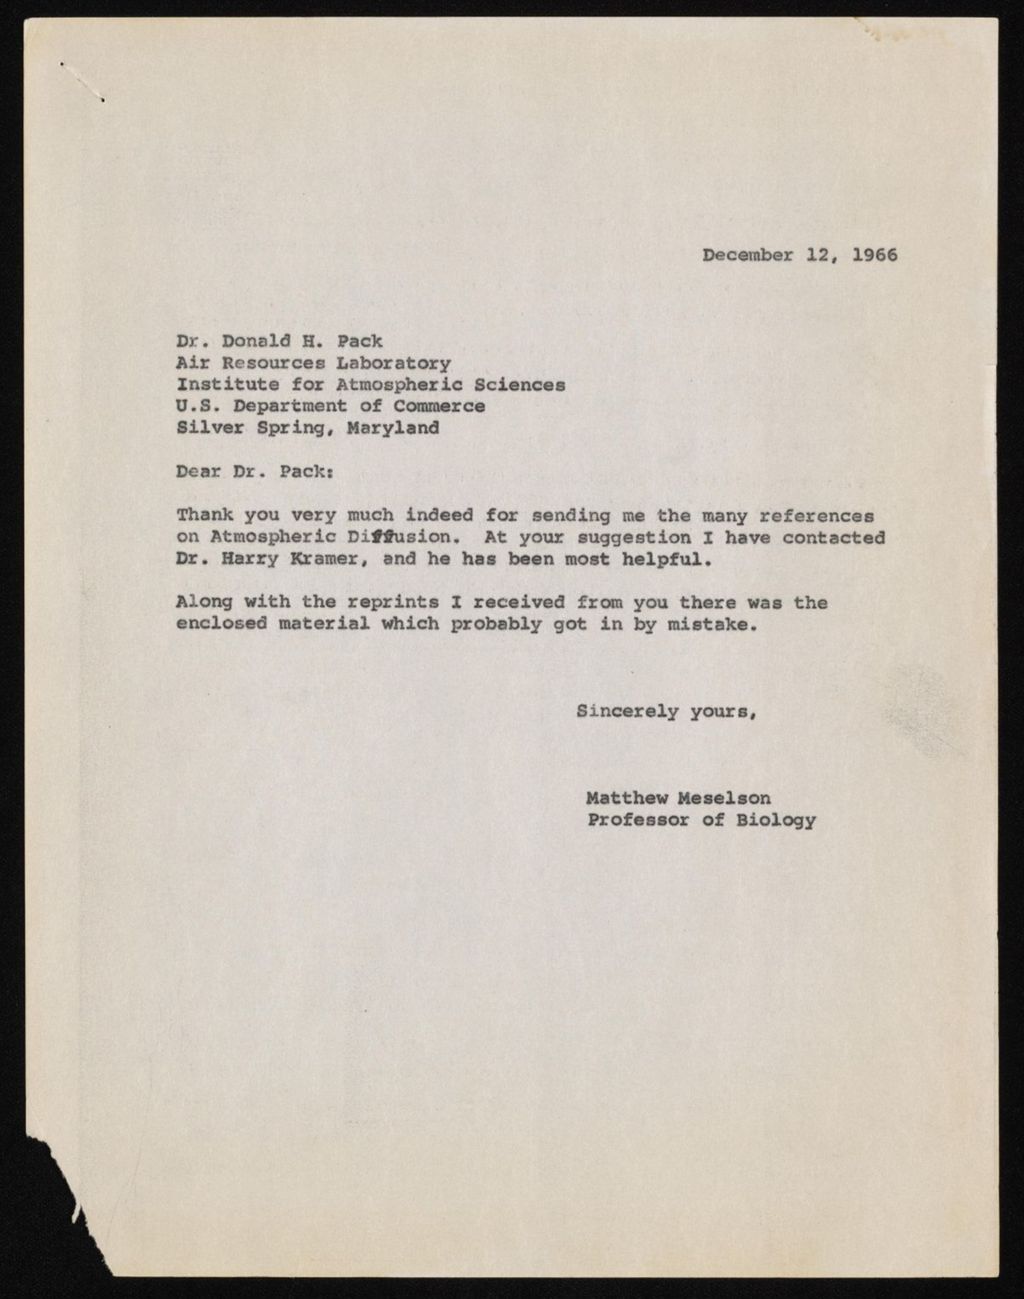 December 12, 1966
Dr. Donald H. Pack
Air Resources Laboratory
Institute for Atmospheric Sciences
U.S. Department of Commerce
Silver Spring, Maryland
Dear Dr. Pack:
Thank you very much indeed for sending me the many references
on Atmospheric Diffusion. At your suggestion I have contacted
Dr. Harry Kramer, and he has been most helpful.
Along with the reprints I received from you there was the
enclosed material which probably got in by mistake.
Sincerely yours,
Matthew Meselson
Professor of Biology